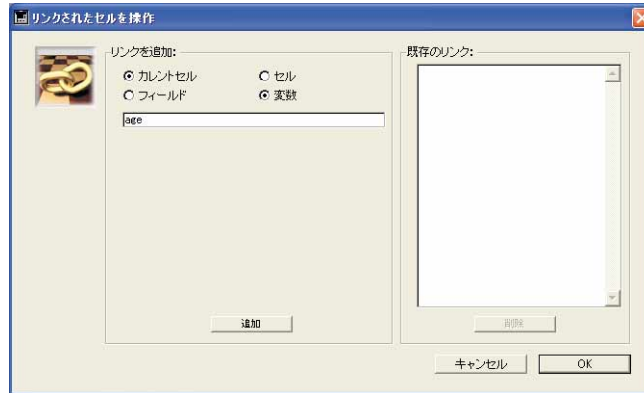 リンクされたセルを操作
リンクを追加:
カレントセル
セル
フィールド
変数
age
追加
既存のリンク:
削除
キャンセル
OK